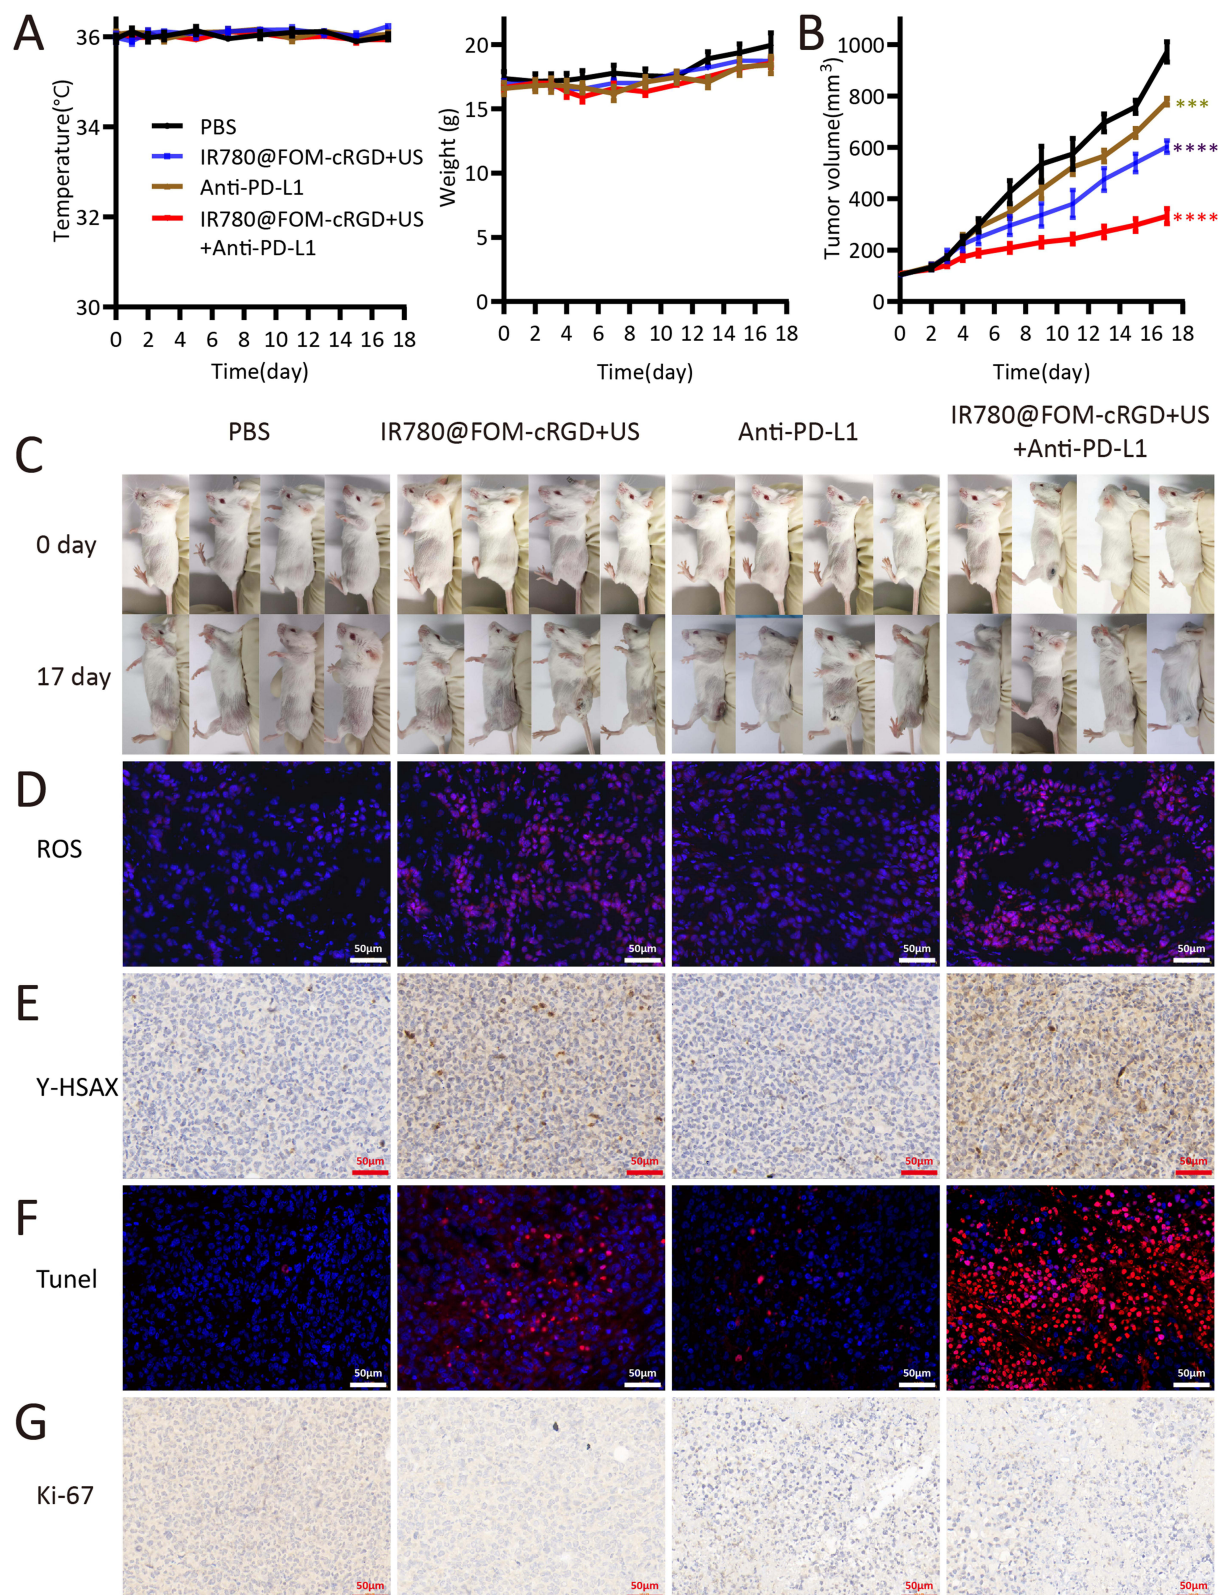 A
Temperature(°C)
36
34
32
30
PBS
IR780@FOM-cRGD+US
Anti-PD-L1
IR780@FOM-cRGD+US
+Anti-PD-L1
0 2 4 6 8 10 12 14 16 18
Time(day)
Weight (g)
20
15
10
5
0
0 2 4 6 8 10 12 14 16 18
Time(day)
B
Tumor volume(mm³)
1000
800
600
400
200
0
***
****
****
0 2 4 6 8 10 12 14 16 18
Time(day)
PBS
IR780@FOM-cRGD+US
Anti-PD-L1
IR780@FOM-cRGD+US
+Anti-PD-L1
C
0 day
17 day
D
ROS
50μm
50μm
50μm
50μm
E
Y-HSAX
50μm
50μm
50μm
50μm
F
Tunel
50μm
50μm
50μm
50μm
G
Ki-67
50μm
50μm
50μm
50μm